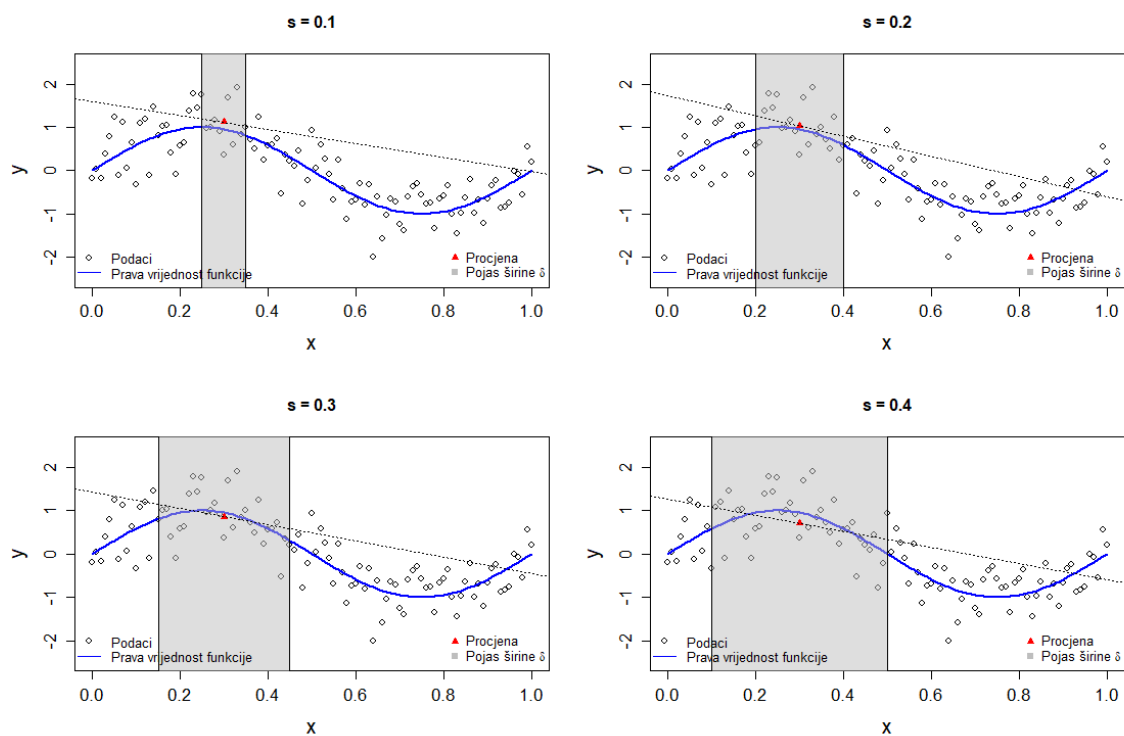 s = 0.1
y
2
1
0
-1
-2
Podaci
Prava vrijednost funkcije
Procjena
Pojas širine δ
0.0 0.2 0.4 0.6 0.8 1.0
x
s = 0.2
y
2
1
0
-1
-2
Podaci
Prava vrijednost funkcije
Procjena
Pojas širine δ
0.0 0.2 0.4 0.6 0.8 1.0
x
s = 0.3
y
2
1
0
-1
-2
Podaci
Prava vrijednost funkcije
Procjena
Pojas širine δ
0.0 0.2 0.4 0.6 0.8 1.0
x
s = 0.4
y
2
1
0
-1
-2
Podaci
Prava vrijednost funkcije
Procjena
Pojas širine δ
0.0 0.2 0.4 0.6 0.8 1.0
x